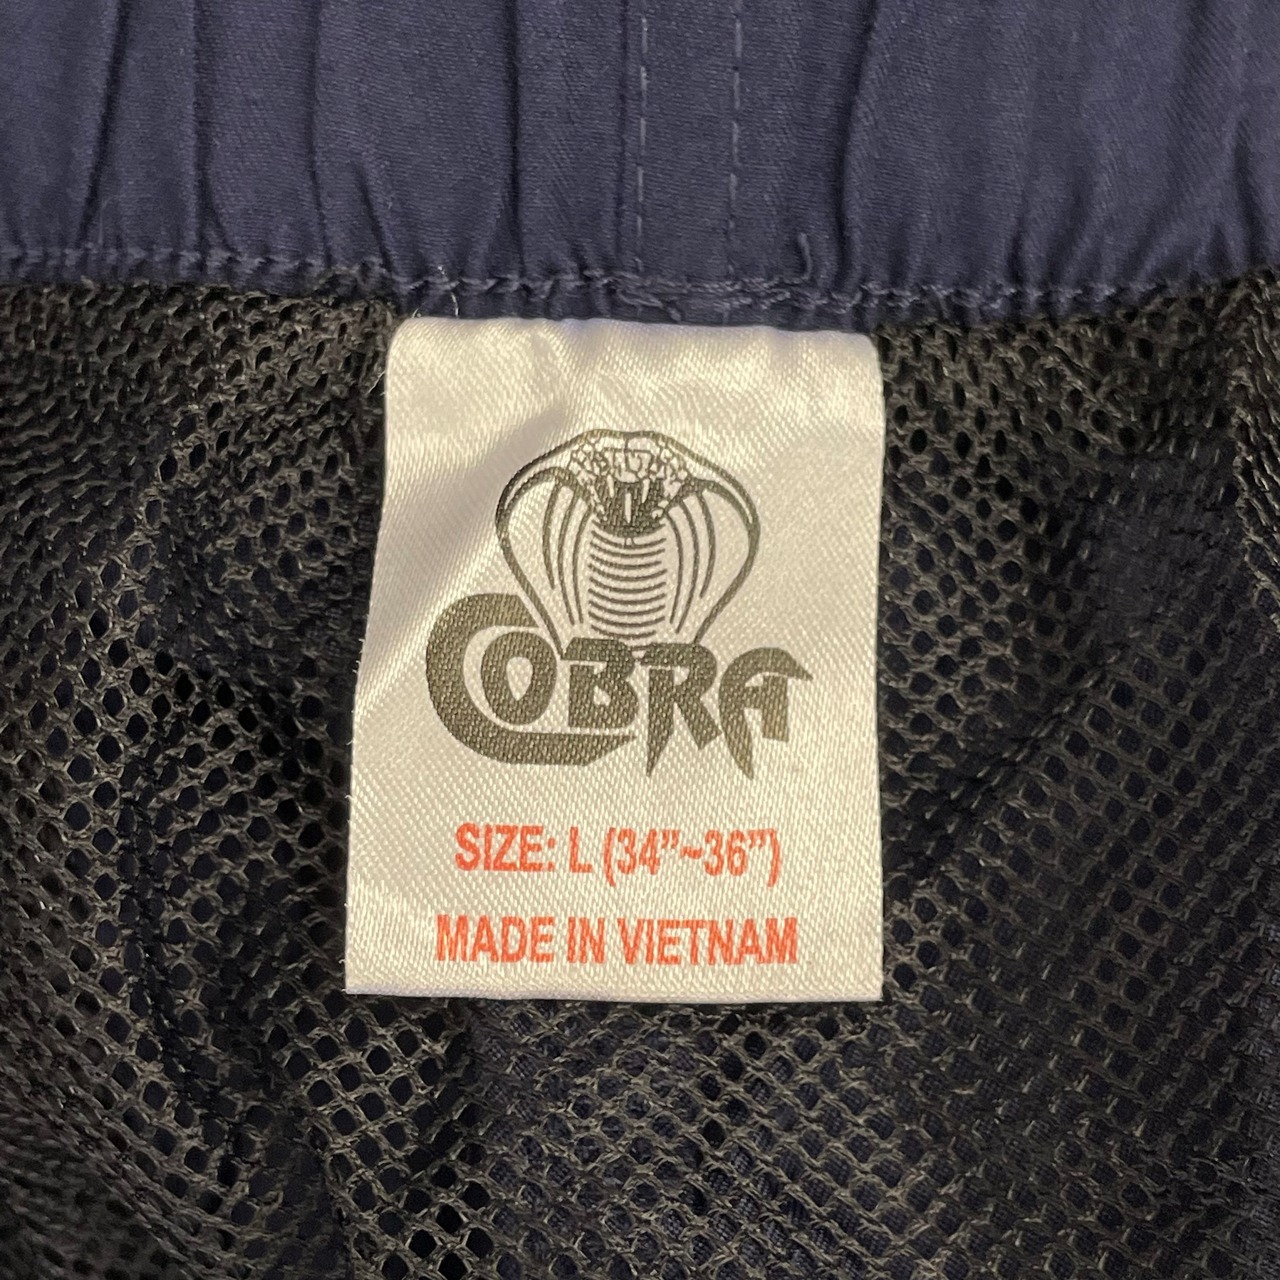 COBRA
SIZE: L (34”~36”)
MADE IN VIETNAM